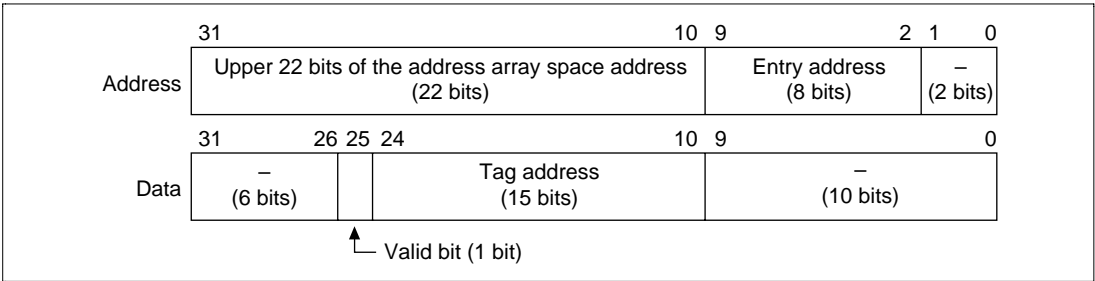 31 10 9 2 1 0
Address Upper 22 bits of the address array space address Entry address –
(22 bits) (8 bits) (2 bits)
31 26 25 24 10 9 0
Data – Tag address –
(6 bits) (15 bits) (10 bits)
Valid bit (1 bit)